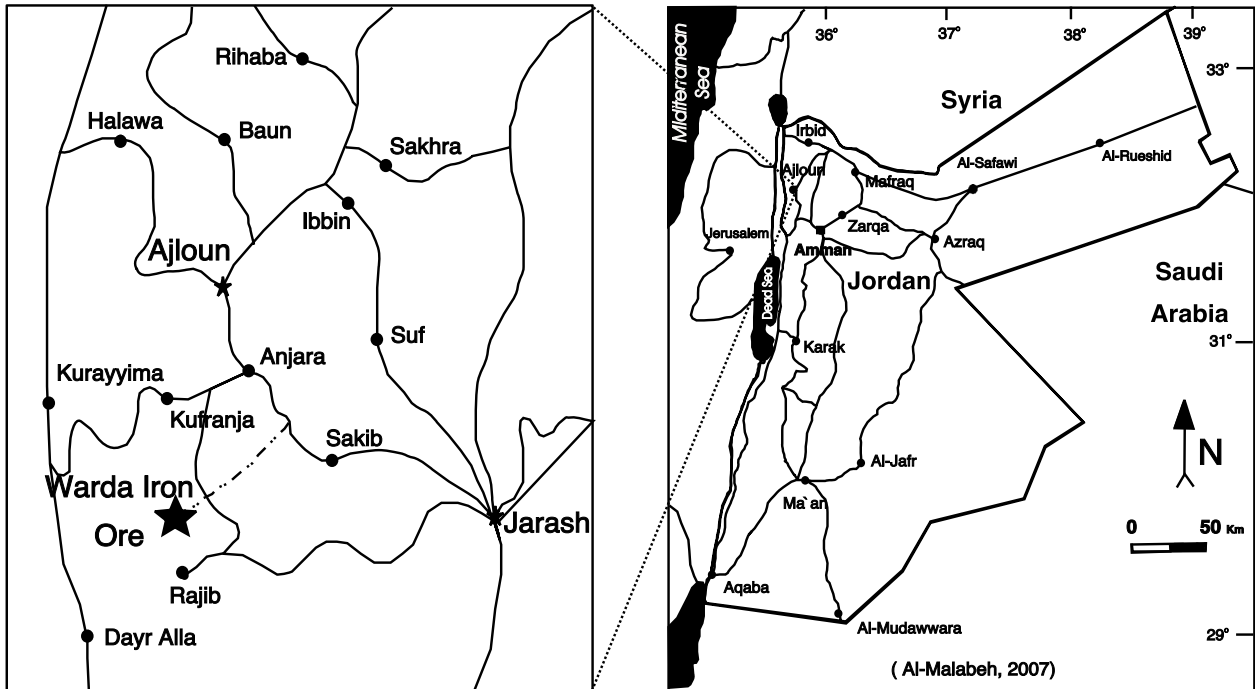 Rihaba
Halawa
Baun
Sakhra
Ibbin
Ajloun
Suf
Anjara
Kurayyima
Kufranja
Sakib
Warda Iron
Ore
Jarash
Rajib
Dayr Alla
36°
37°
38°
39°
33°
31°
29°
Miditerranean
Sea
Syria
Irbid
Al-Safawi
Al-Rueshid
Ajloun
Mafraq
Zarqa
Jerusalem
Amman
Azraq
Jordan
Saudi
Arabia
Dead Sea
Karak
Al-Jafr
Ma`an
N
0 50 Km
Aqaba
Al-Mudawwara
( Al-Malabeh, 2007)